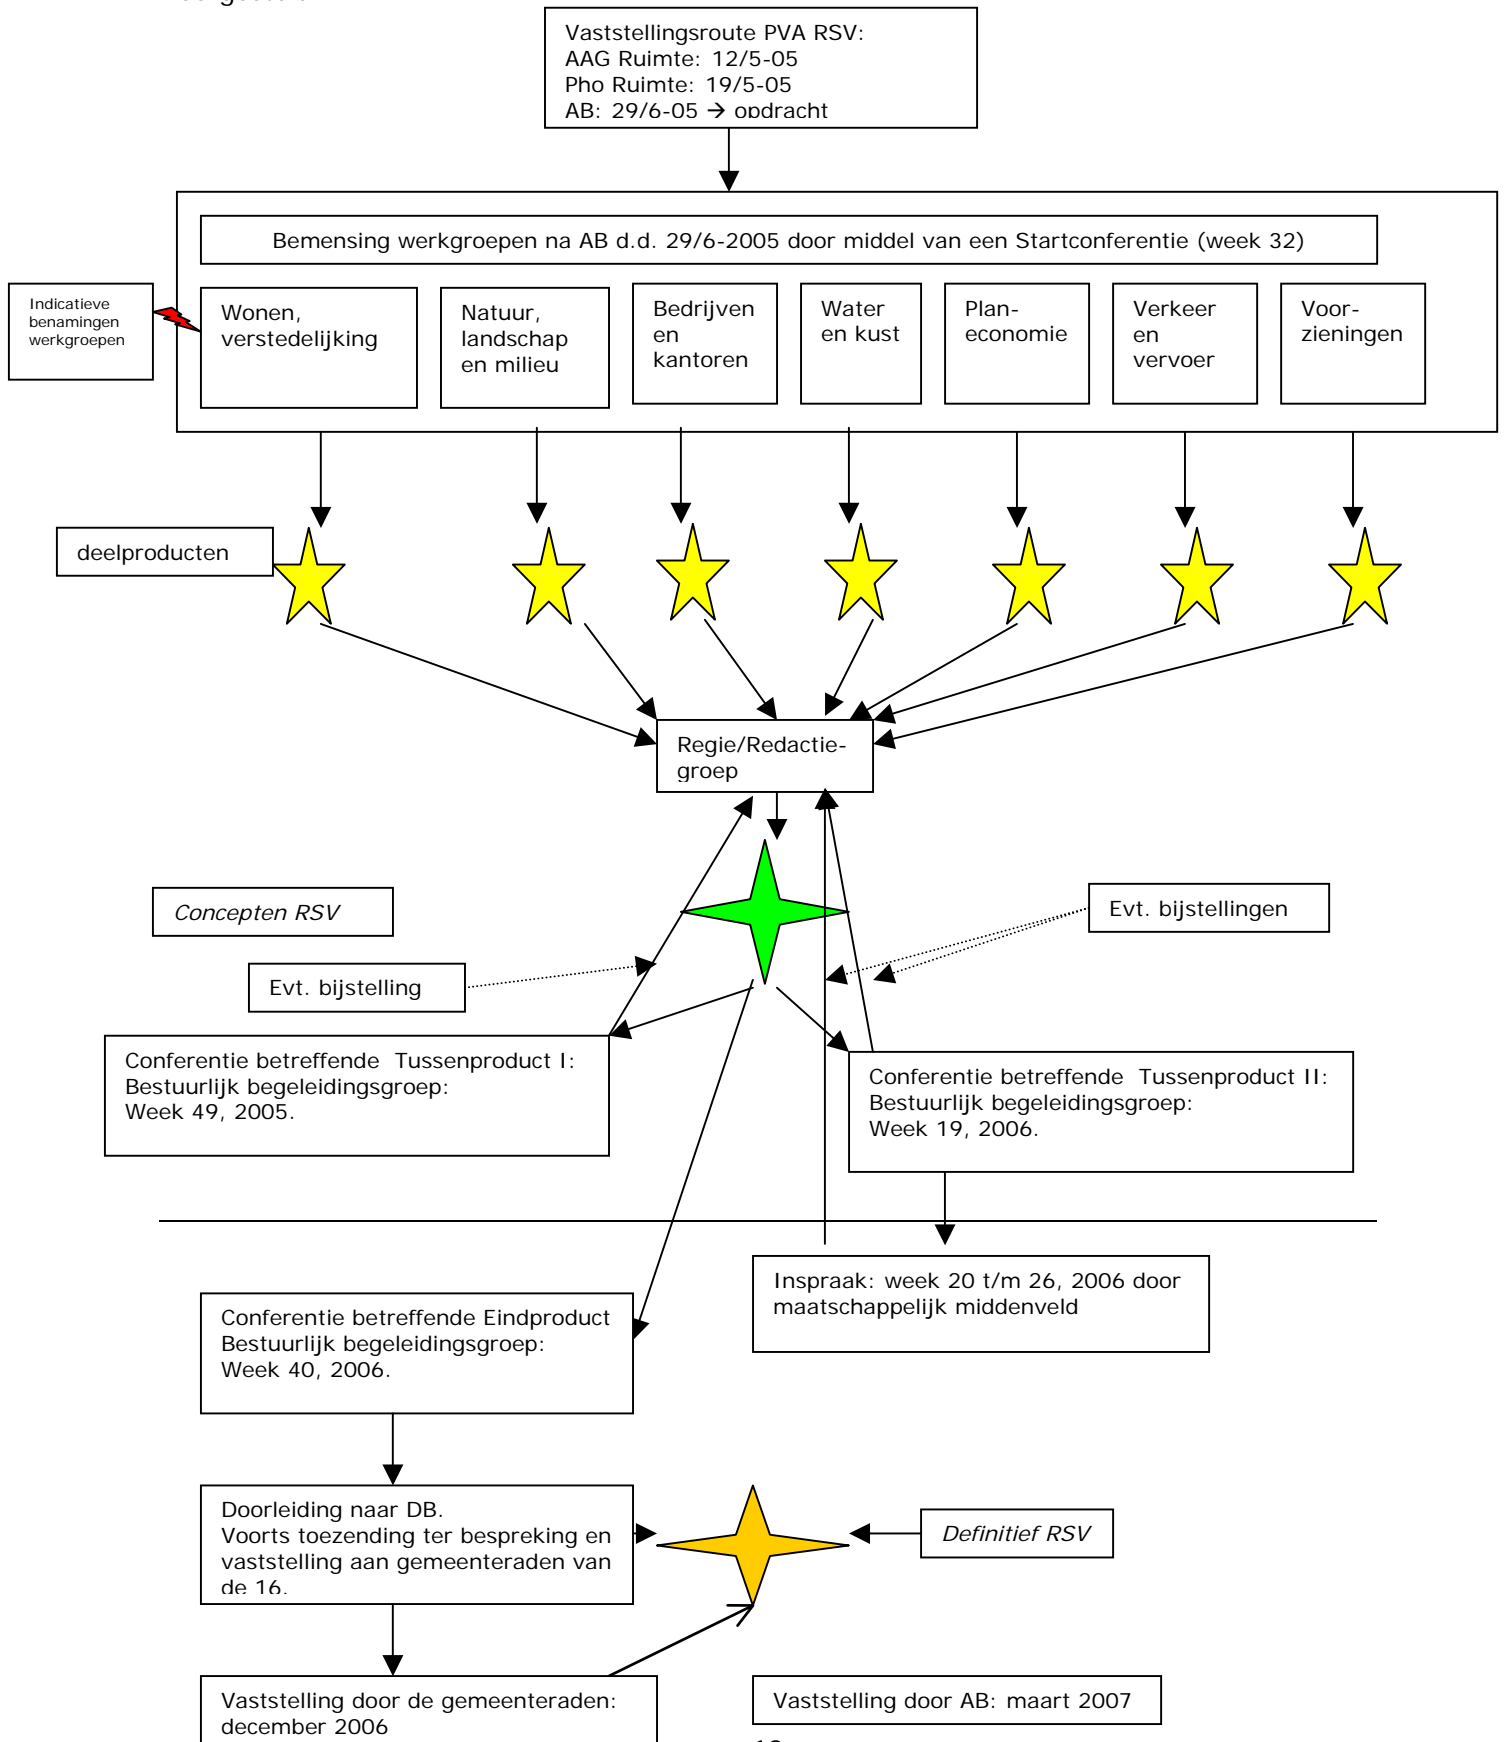 Vaststellingsroute PVA RSV:
AAG Ruimte: 12/5-05
Pho Ruimte: 19/5-05
AB: 29/6-05 → opdracht
Bemensing werkgroepen na AB d.d. 29/6-2005 door middel van een Startconferentie (week 32)
Indicatieve
benamingen
werkgroepen
Wonen,
verstedelijking
Natuur,
landschap
en milieu
Bedrijven
en
kantoren
Water
en kust
Plan-
economie
Verkeer
en
vervoer
Voor-
zieningen
deelproducten
Regie/Redactie-
groep
Concepten RSV
Evt. bijstellingen
Evt. bijstelling
Conferentie betreffende  Tussenproduct I:
Bestuurlijk begeleidingsgroep:
Week 49, 2005.
Conferentie betreffende  Tussenproduct II:
Bestuurlijk begeleidingsgroep:
Week 19, 2006.
Inspraak: week 20 t/m 26, 2006 door
maatschappelijk middenveld
Conferentie betreffende Eindproduct
Bestuurlijk begeleidingsgroep:
Week 40, 2006.
Doorleiding naar DB.
Voorts toezending ter bespreking en
vaststelling aan gemeenteraden van
de 16.
Definitief RSV
Vaststelling door de gemeenteraden:
december 2006
Vaststelling door AB: maart 2007